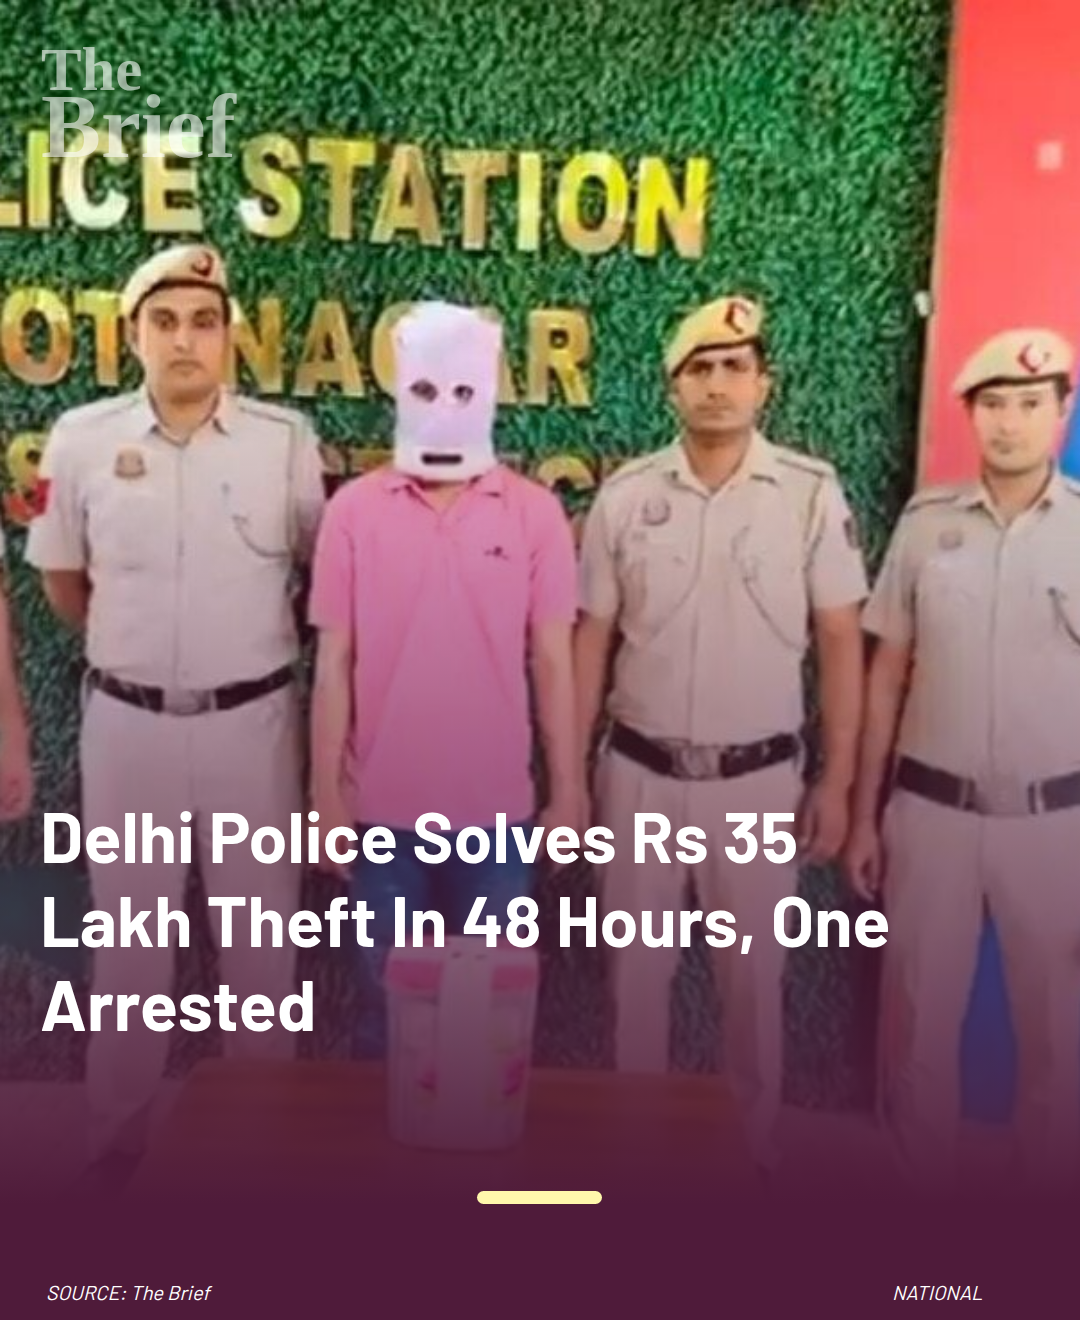 The
Brief
LICE STATION
OTI NAGAR
Delhi Police Solves Rs 35
Lakh Theft In 48 Hours, One
Arrested
SOURCE: The Brief
NATIONAL